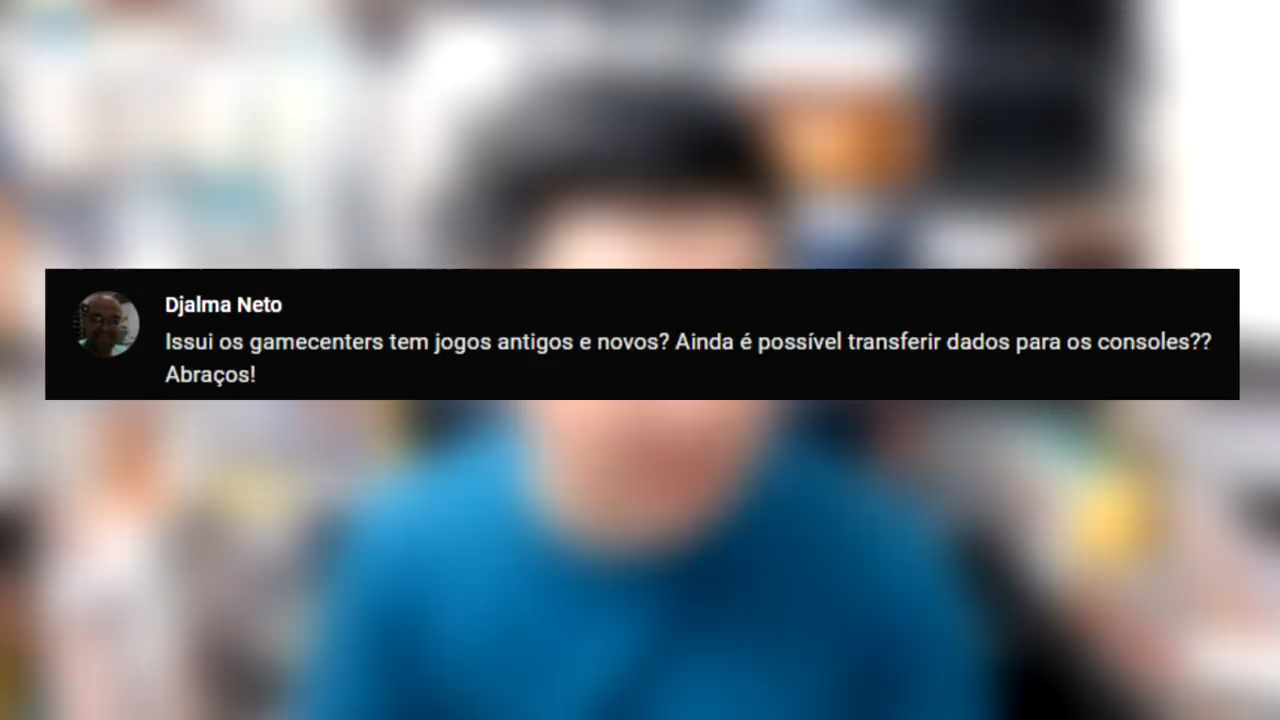 Djalma Neto
Issui os gamecenters tem jogos antigos e novos? Ainda é possível transferir dados para os consoles??
Abraços!